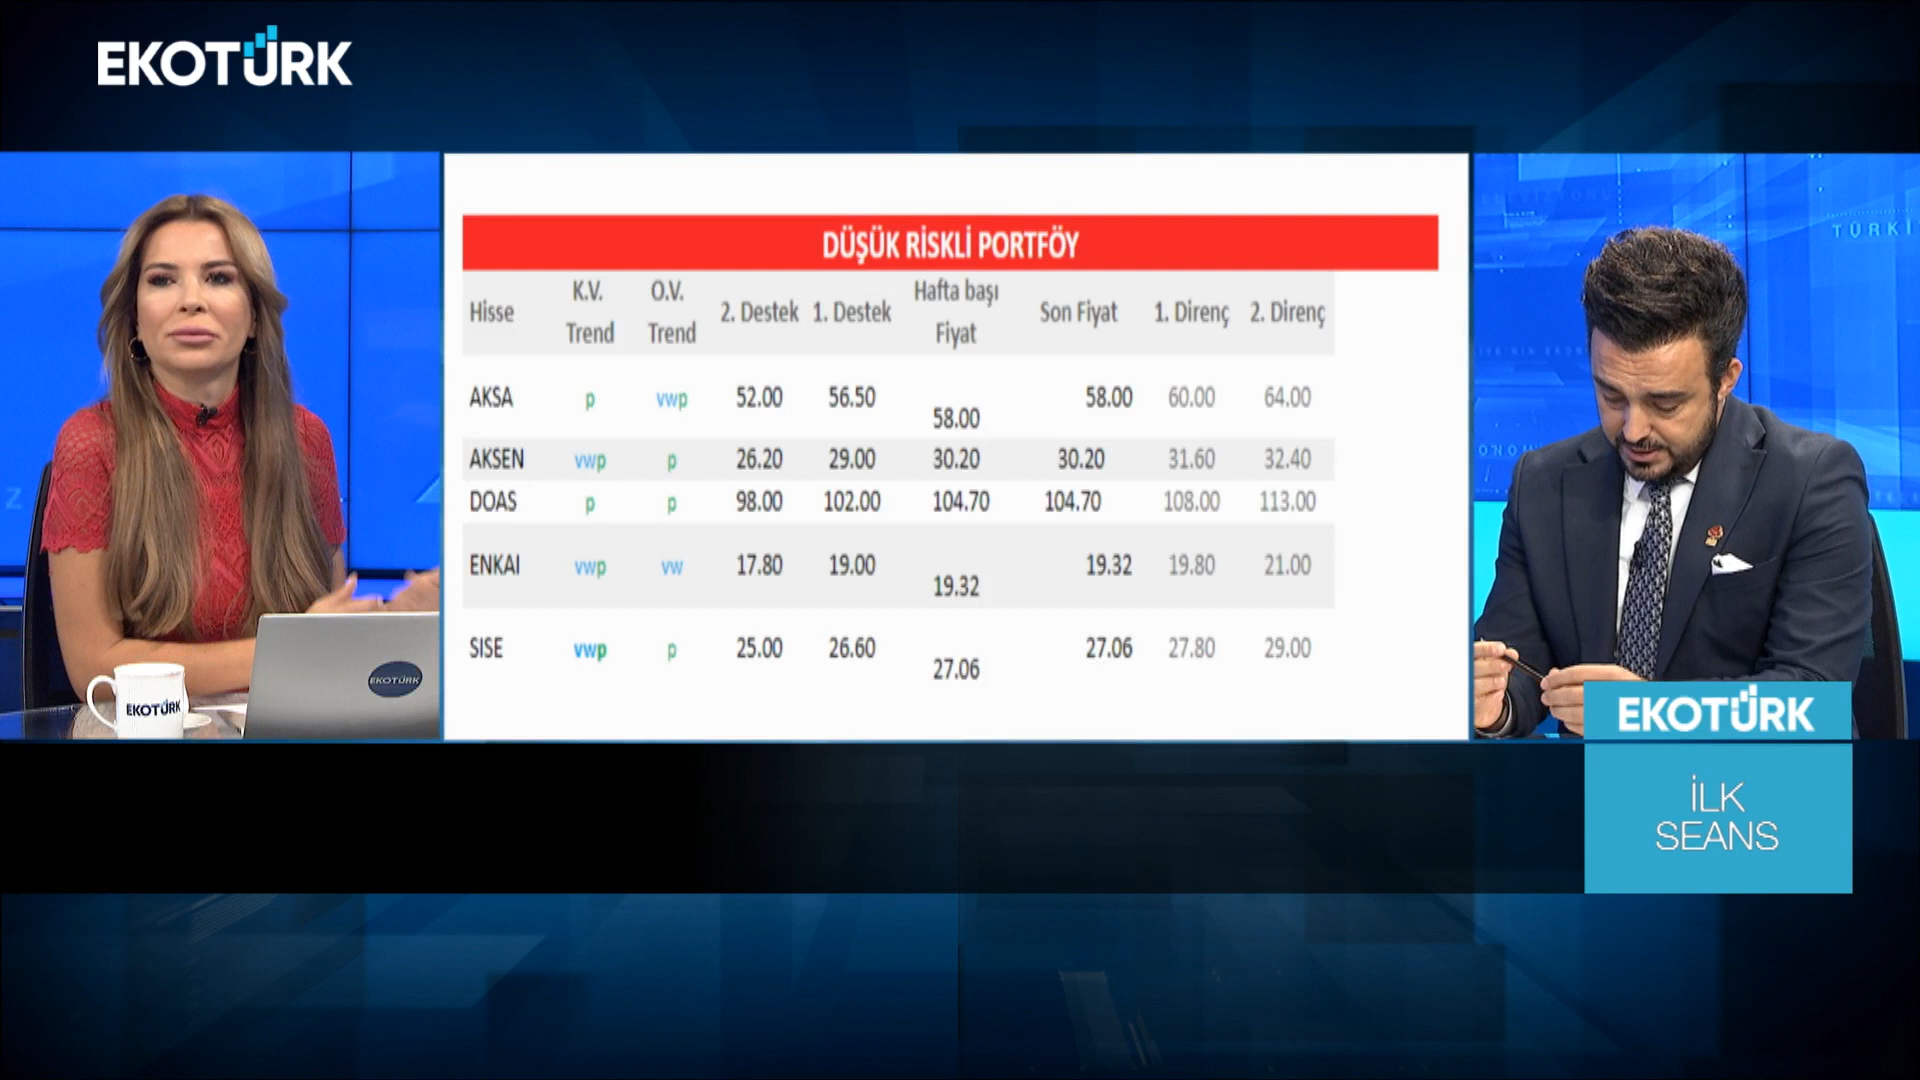 EKOTÜRK
DÜŞÜK RİSKLİ PORTFÖY
Hisse K.V. Trend O.V. Trend 2. Destek 1. Destek Hafta başı Fiyat Son Fiyat 1. Direnç 2. Direnç
AKSA p vwp 52.00 56.50 58.00 58.00 60.00 64.00
AKSEN vwp p 26.20 29.00 30.20 30.20 31.60 32.40
DOAS p p 98.00 102.00 104.70 104.70 108.00 113.00
ENKAI vwp vw 17.80 19.00 19.32 19.32 19.80 21.00
SISE vwp p 25.00 26.60 27.06 27.06 27.80 29.00
TÜRKİ
EKOTÜRK
EKOTÜRK
EKOTÜRK
İLK
SEANS